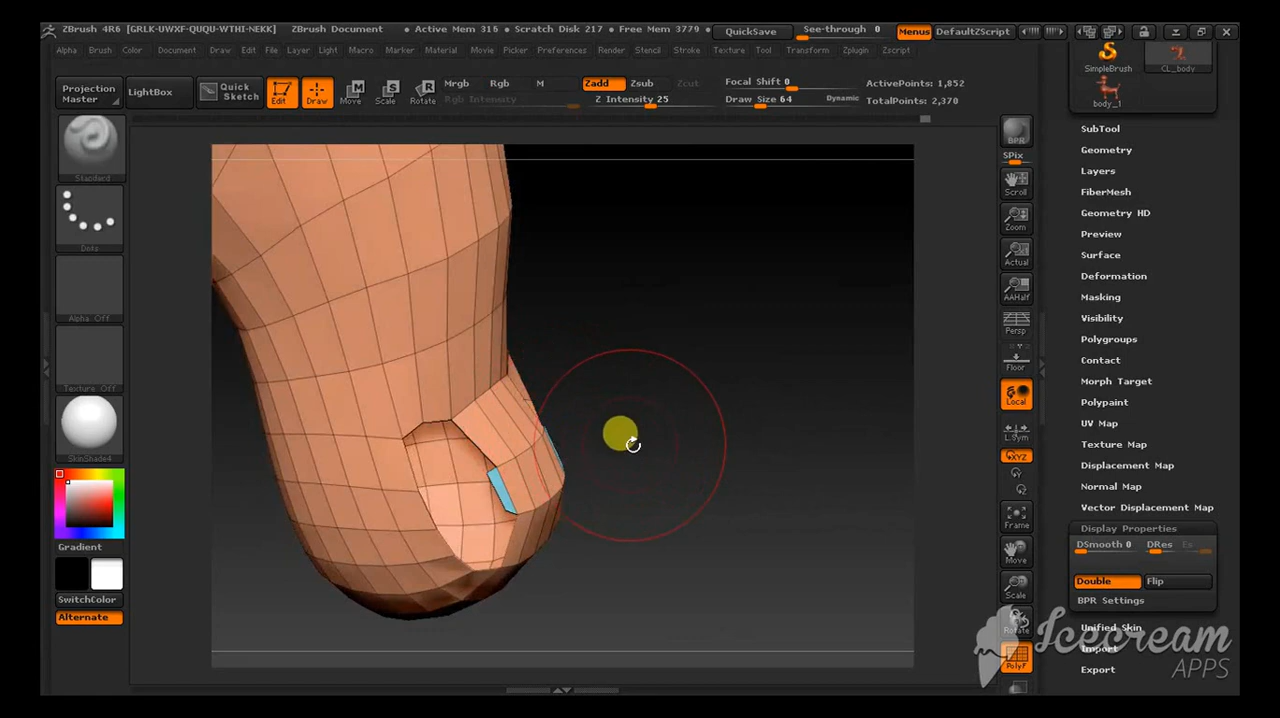 ZBrush 4R6 [GRLK-UWXF-QUQU-WTHI-NEKK] ZBrush Document • Active Mem 316 • Scratch Disk 217 • Free Mem 3779 • QuickSave See-through 0 Menus DefaultZScript
Alpha Brush Color Document Draw Edit File Layer Light Macro Marker Material Movie Picker Preferences Render Stencil Stroke Texture Tool Transform Zplugin Zscript
Projection
Master
LightBox
Quick
Sketch
Edit
Draw
Move
Scale
Rotate
Mrgb Rgb M
Rgb Intensity
Zadd Zsub Zcut
Z Intensity 25
Focal Shift 0
Draw Size 64 Dynamic
ActivePoints: 1,852
TotalPoints: 2,370
Standard
Dots
Alpha Off
Texture Off
SkinShade4
Gradient
SwitchColor
Alternate
BPR
SPix
Scroll
Zoom
Actual
AAHalf
Persp
Floor
Local
L.Sym
XYZ
Frame
Move
Scale
Rotate
PolyF
SimpleBrush
CL_body
body_1
SubTool
Geometry
Layers
FiberMesh
Geometry HD
Preview
Surface
Deformation
Masking
Visibility
Polygroups
Contact
Morph Target
Polypaint
UV Map
Texture Map
Displacement Map
Normal Map
Vector Displacement Map
Display Properties
DSmooth 0 DRes Es
Double Flip
BPR Settings
Unified Skin
Import
Export
Icecream
APPS